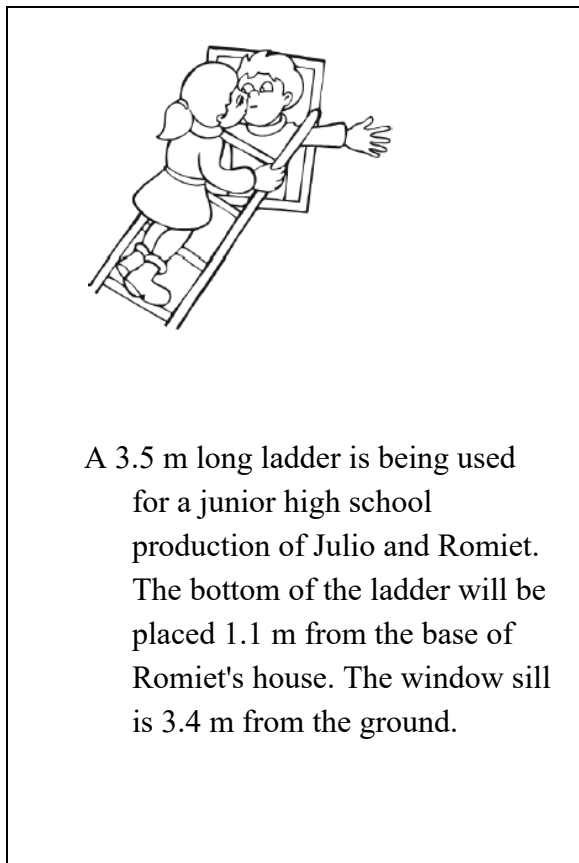 A 3.5 m long ladder is being used
for a junior high school
production of Julio and Romiet.
The bottom of the ladder will be
placed 1.1 m from the base of
Romiet's house. The window sill
is 3.4 m from the ground.